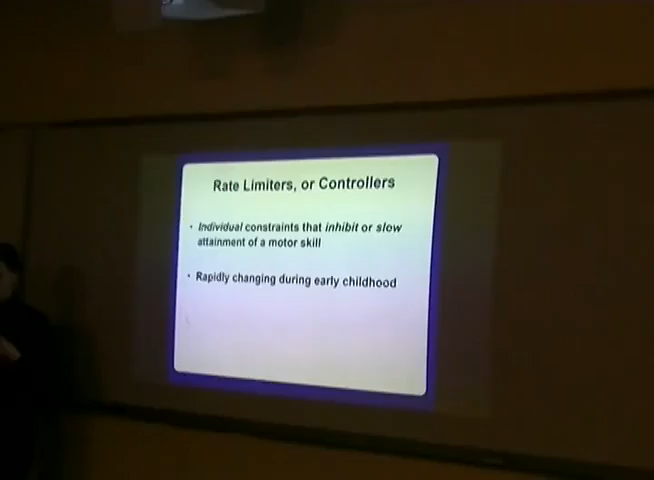 Rate Limiters, or Controllers
• Individual constraints that inhibit or slow
attainment of a motor skill
• Rapidly changing during early childhood